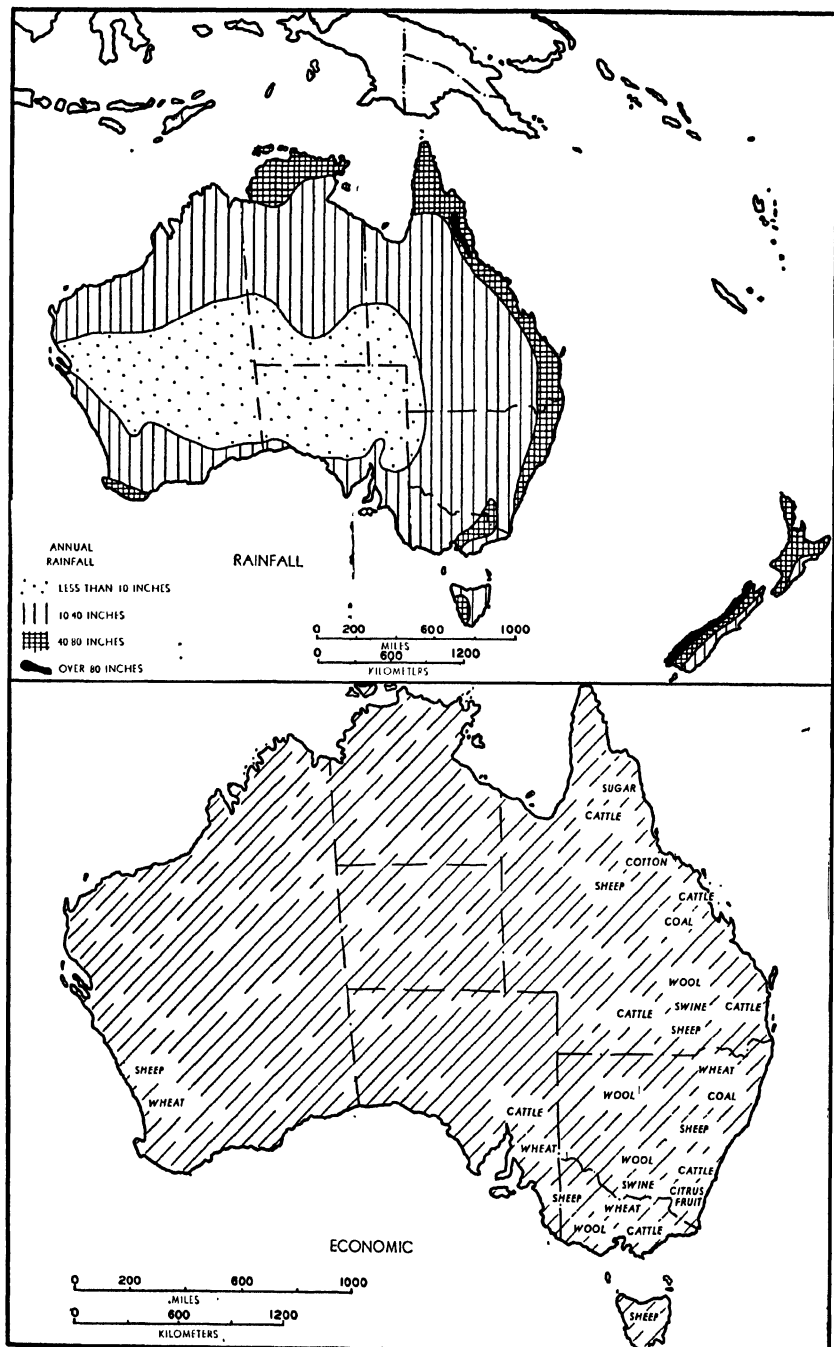 ANNUAL
RAINFALL
RAINFALL
LESS THAN 10 INCHES
10 40 INCHES
40 80 INCHES
OVER 80 INCHES
0 200 600 1000
MILES
0 600 1200
KILOMETERS
SUGAR
CATTLE
COTTON
SHEEP
CATTLE
COAL
WOOL
CATTLE SWINE CATTLE
SHEEP
SHEEP
WHEAT
WHEAT
WOOL COAL
SHEEP
CATTLE
WHEAT
WOOL
CATTLE
SWINE
CITRUS
FRUIT
SHEEP
WHEAT
WOOL CATTLE
ECONOMIC
0 200 600 1000
MILES
0 600 1200
KILOMETERS
SHEEP